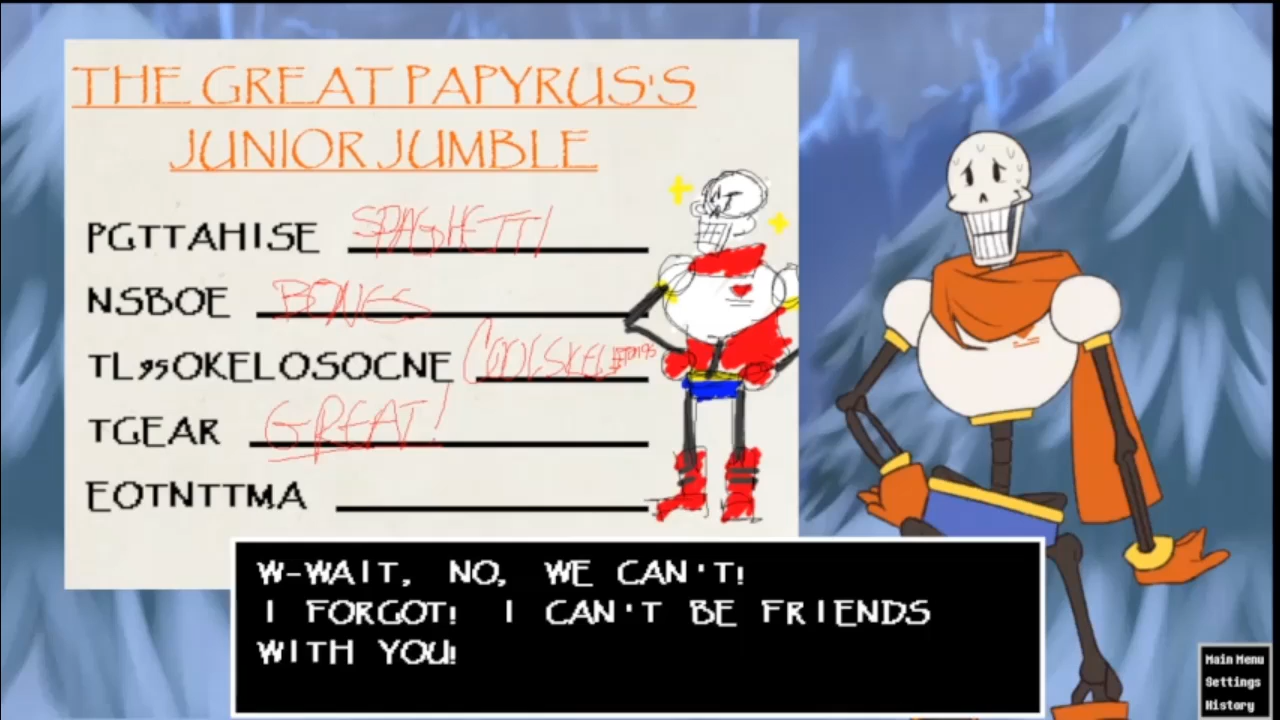 THE GREAT PAPYRUS'S
JUNIOR JUMBLE
PGTTAHISE SPAGHETTI
NSBOE BONES
TL95OKELOSOCNE COOLSKELETON95
TGEAR GREAT!
EOTNTTMA
W-WAIT, NO, WE CAN'T!
I FORGOT! I CAN'T BE FRIENDS
WITH YOU!
Main Menu
Settings
History